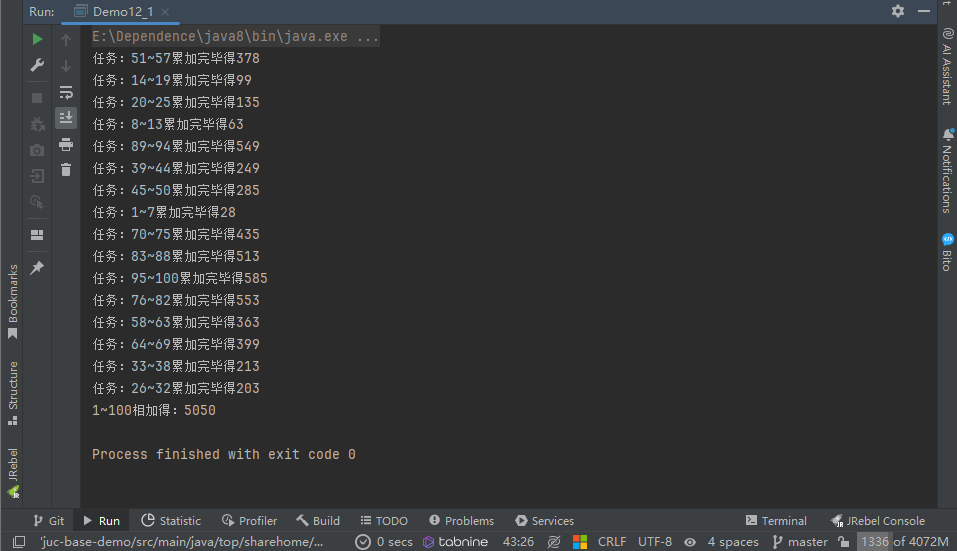 Run: Demo12_1
E:\Dependence\java8\bin\java.exe ...
任务：51~57累加完毕得378
任务：14~19累加完毕得99
任务：20~25累加完毕得135
任务：8~13累加完毕得63
任务：89~94累加完毕得549
任务：39~44累加完毕得249
任务：45~50累加完毕得285
任务：1~7累加完毕得28
任务：70~75累加完毕得435
任务：83~88累加完毕得513
任务：95~100累加完毕得585
任务：76~82累加完毕得553
任务：58~63累加完毕得363
任务：64~69累加完毕得399
任务：33~38累加完毕得213
任务：26~32累加完毕得203
1~100相加得：5050
Process finished with exit code 0
Bookmarks
Structure
JRebel
AI Assistant
Notifications
Bito
Git Run Statistic Profiler Build TODO Problems Services Terminal JRebel Console
'juc-base-demo/src/main/java/top/sharehome/... 0 secs tabnine 43:26 CRLF UTF-8 4 spaces master 1336 of 4072M